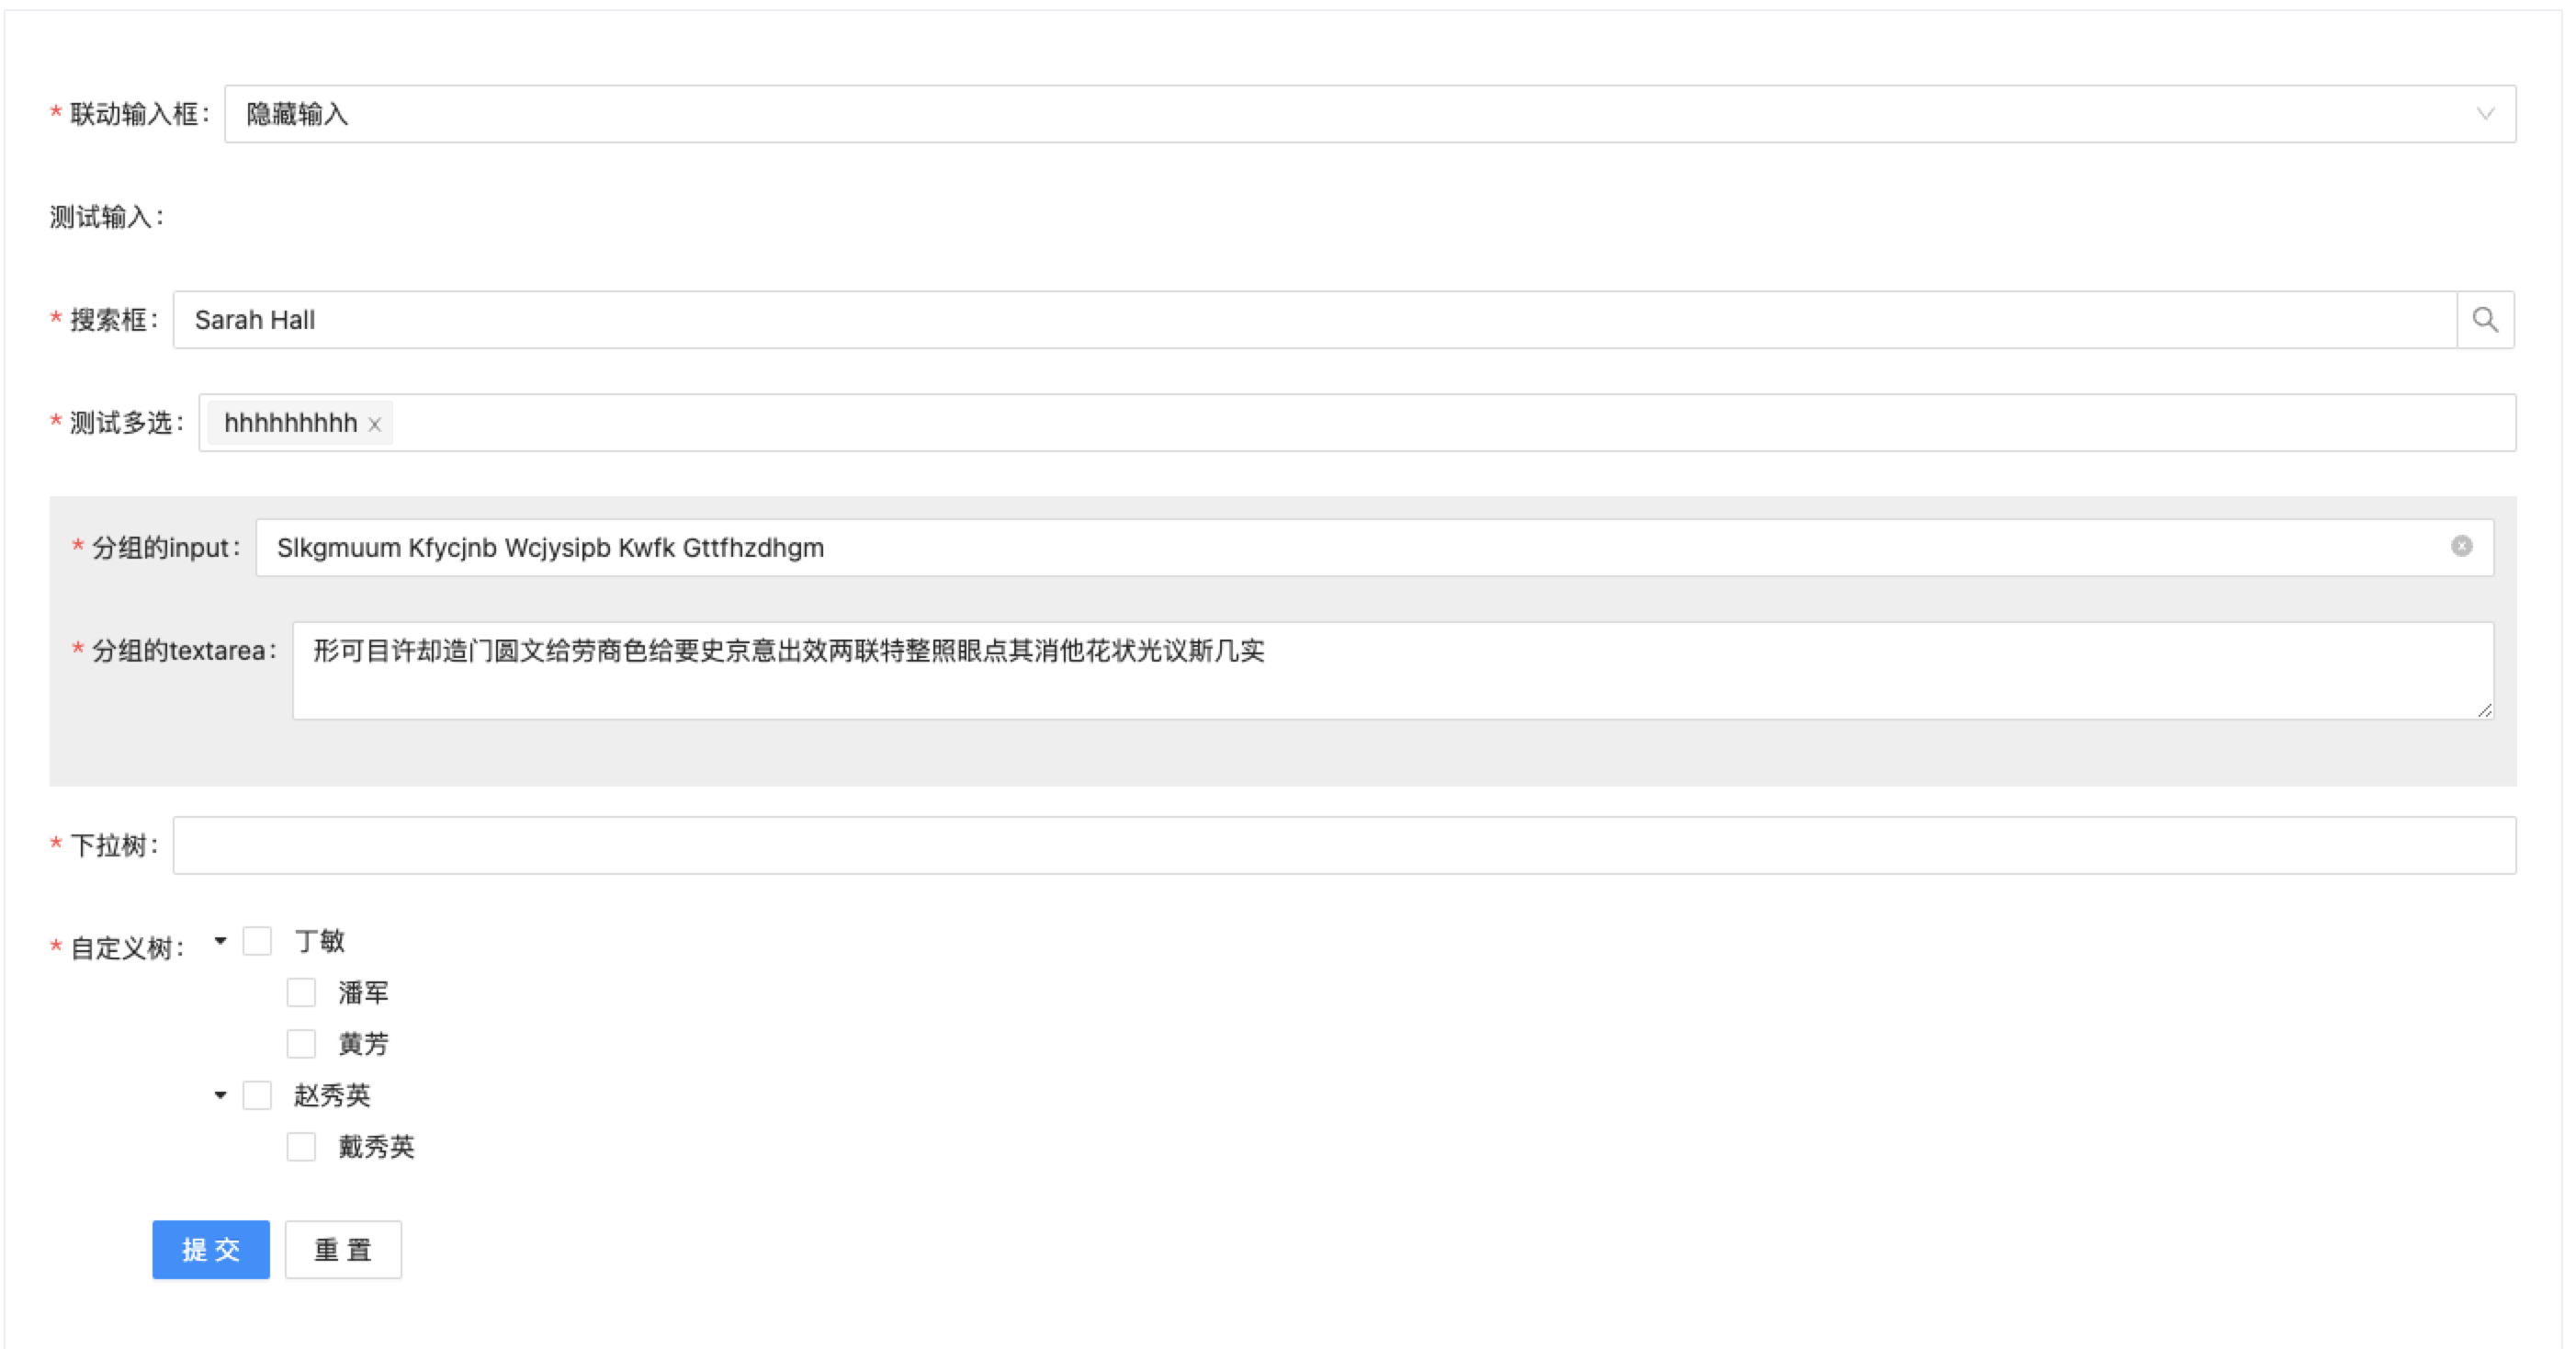 * 联动输入框： 隐藏输入
测试输入：
* 搜索框： Sarah Hall
* 测试多选： hhhhhhhhh ×
* 分组的input： Slkgmuum Kfycjnb Wcjysipb Kwfk Gttfhzdhgm
* 分组的textarea： 形可目许却造门圆文给劳商色给要史京意出效两联特整照眼点其消他花状光议斯几实
* 下拉树：
* 自定义树： 丁敏
潘军
黄芳
赵秀英
戴秀英
提 交 重 置